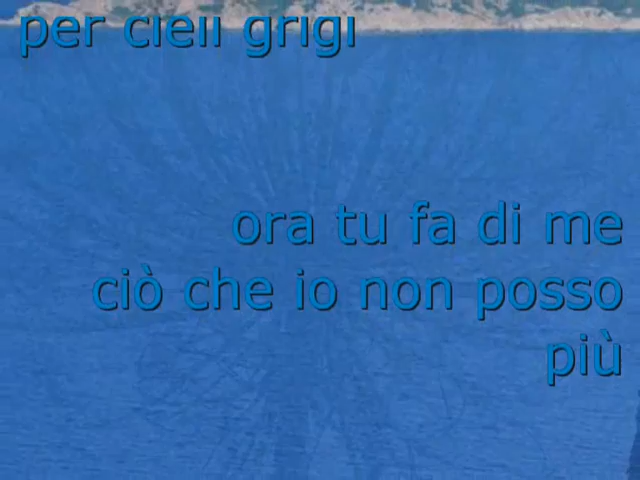 per cieli grigi
ora tu fa di me
ciò che io non posso
più